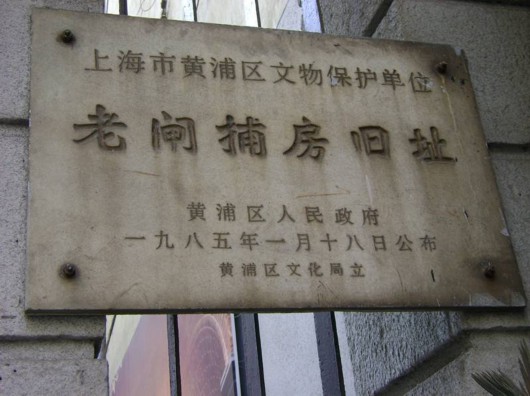 上海市黄浦区文物保护单位
老闸捕房旧址
黄浦区人民政府
一九八五年一月十八日公布
黄浦区文化局立